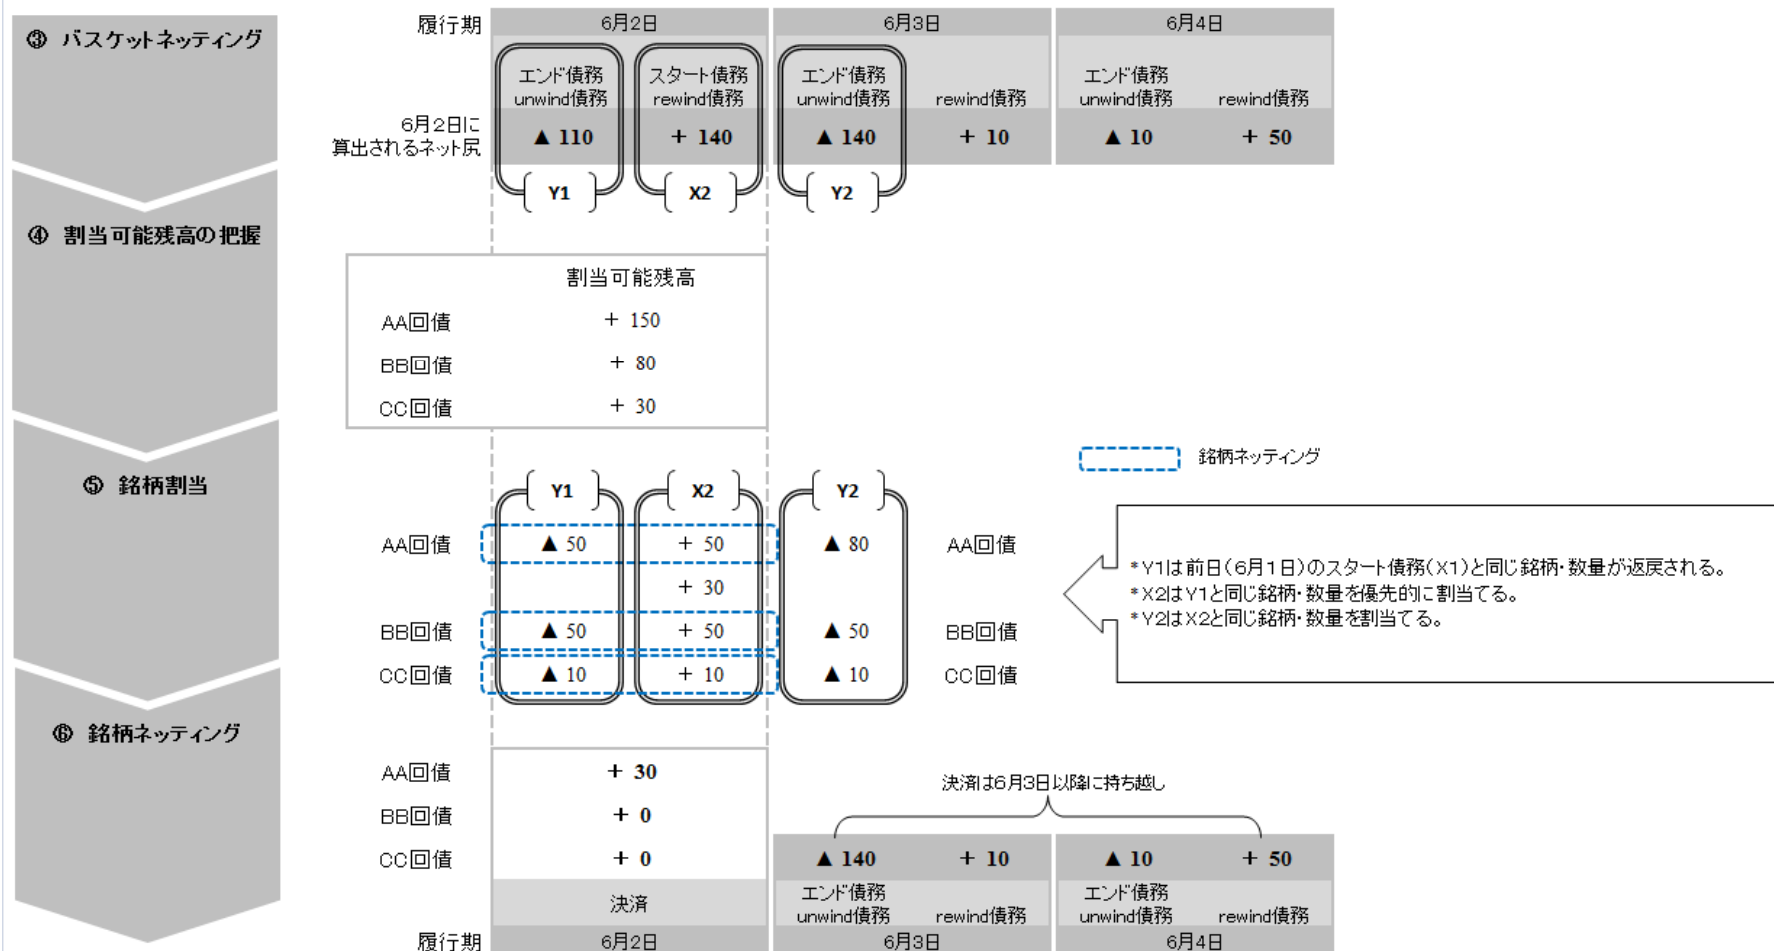 ③ バスケットネッティング
履行期 6月2日 6月3日 6月4日
エンド債務 スタート債務 エンド債務 エンド債務
unwind債務 rewind債務 unwind債務 rewind債務 unwind債務 rewind債務
6月2日に
算出されるネット尻
▲ 110 + 140 ▲ 140 + 10 ▲ 10 + 50
Y1 X2 Y2
④ 割当可能残高の把握
割当可能残高
AA回債 + 150
BB回債 + 80
CC回債 + 30
⑤ 銘柄割当
銘柄ネッティング
Y1 X2 Y2
AA回債 ▲ 50 + 50 ▲ 80 AA回債
+ 30
BB回債 ▲ 50 + 50 ▲ 50 BB回債
CC回債 ▲ 10 + 10 ▲ 10 CC回債
*Y1は前日(6月1日)のスタート債務(X1)と同じ銘柄・数量が返戻される。
*X2はY1と同じ銘柄・数量を優先的に割当てる。
*Y2はX2と同じ銘柄・数量を割当てる。
⑥ 銘柄ネッティング
AA回債 + 30
BB回債 + 0
CC回債 + 0
決済は6月3日以降に持ち越し
▲ 140 + 10 ▲ 10 + 50
決済
エンド債務 エンド債務
unwind債務 rewind債務 unwind債務 rewind債務
履行期 6月2日 6月3日 6月4日